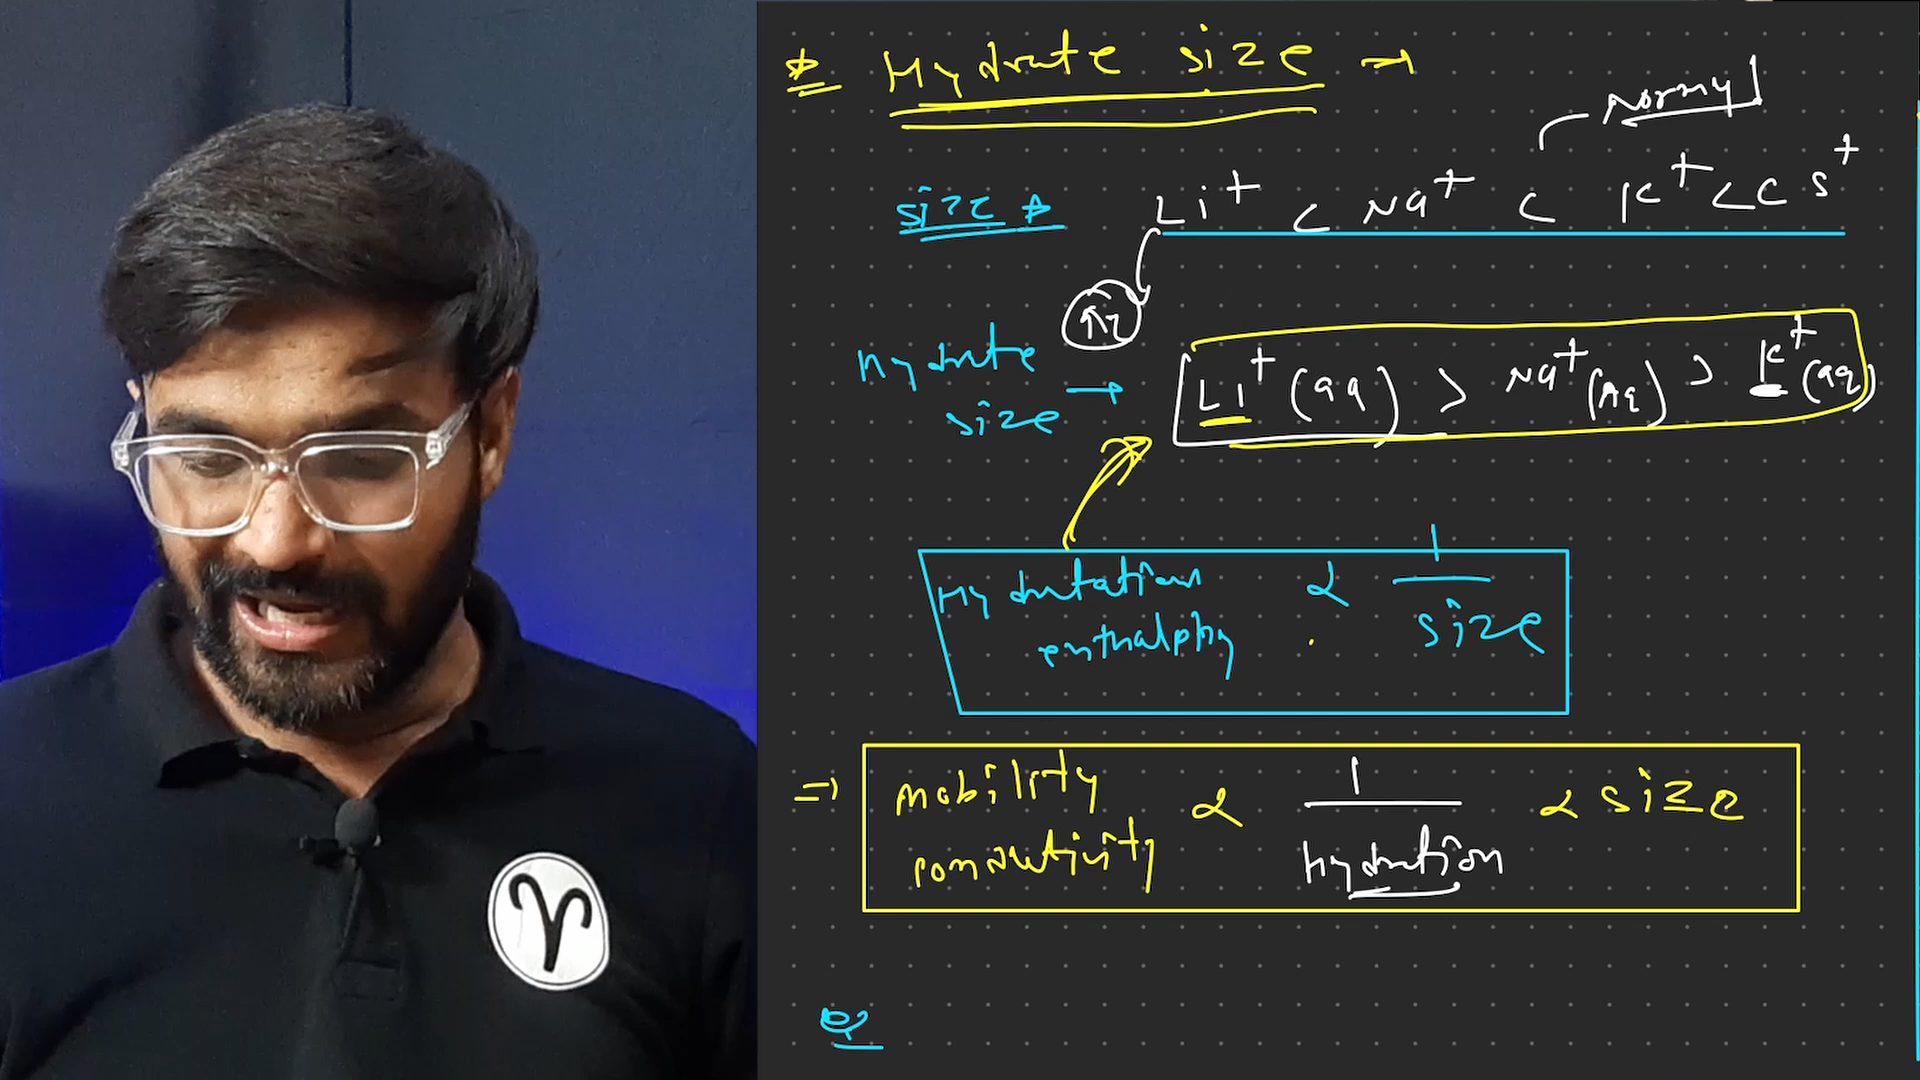 * Hydrate size →
Normal
size * Li⁺ < Na⁺ < K⁺ < Cs⁺
Hydrate size → Li⁺(aq) > Na⁺(aq) > K⁺(aq)
Hydration enthalpy ∝ 1/size
⇒ mobility conductivity ∝ 1/Hydration ∝ size
Q